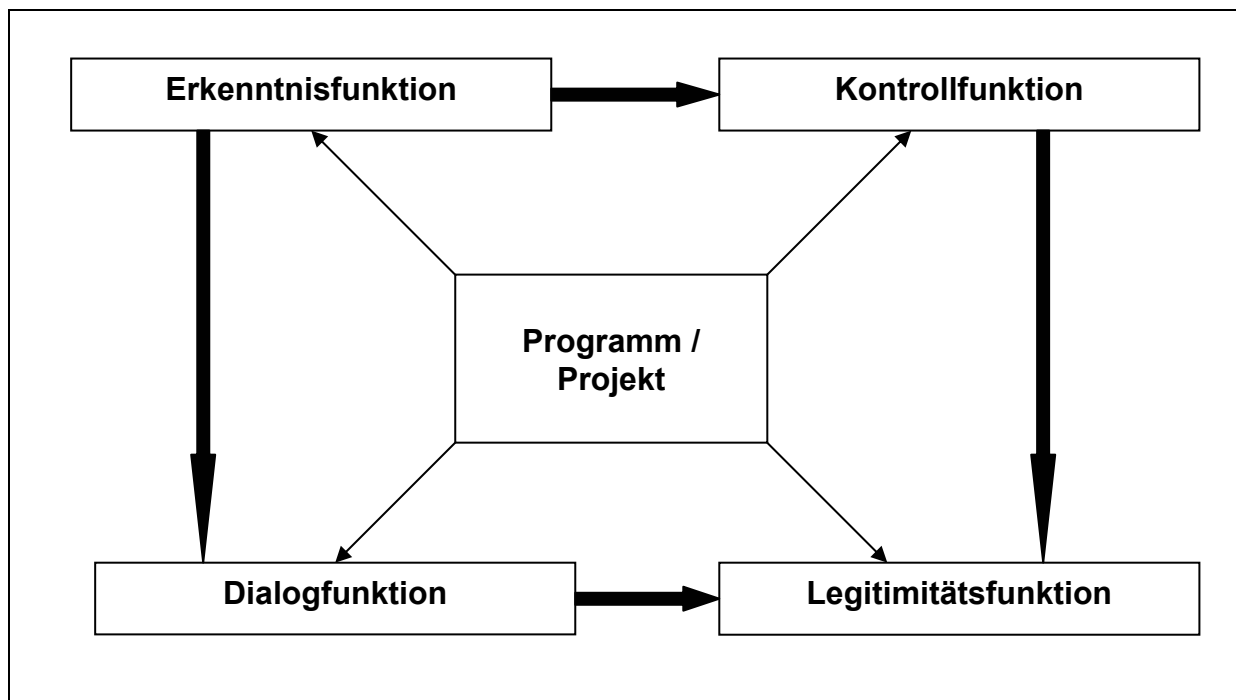 Erkenntnisfunktion
Kontrollfunktion
Programm /
Projekt
Dialogfunktion
Legitimitätsfunktion